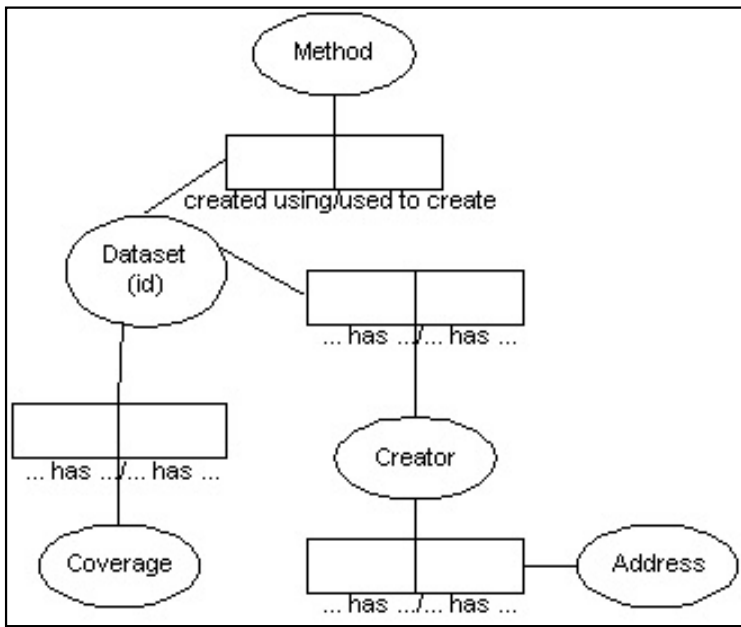 Method
created using/used to create
Dataset
(id)
... has .../... has ...
... has .../... has ...
Creator
Coverage
Address
... has .../... has ...